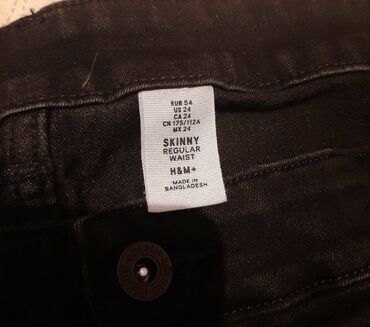 EUR 54
US 24
CA 24
CN 175/112A
MX 24
SKINNY
REGULAR
WAIST
H&M+
MADE IN
BANGLADESH